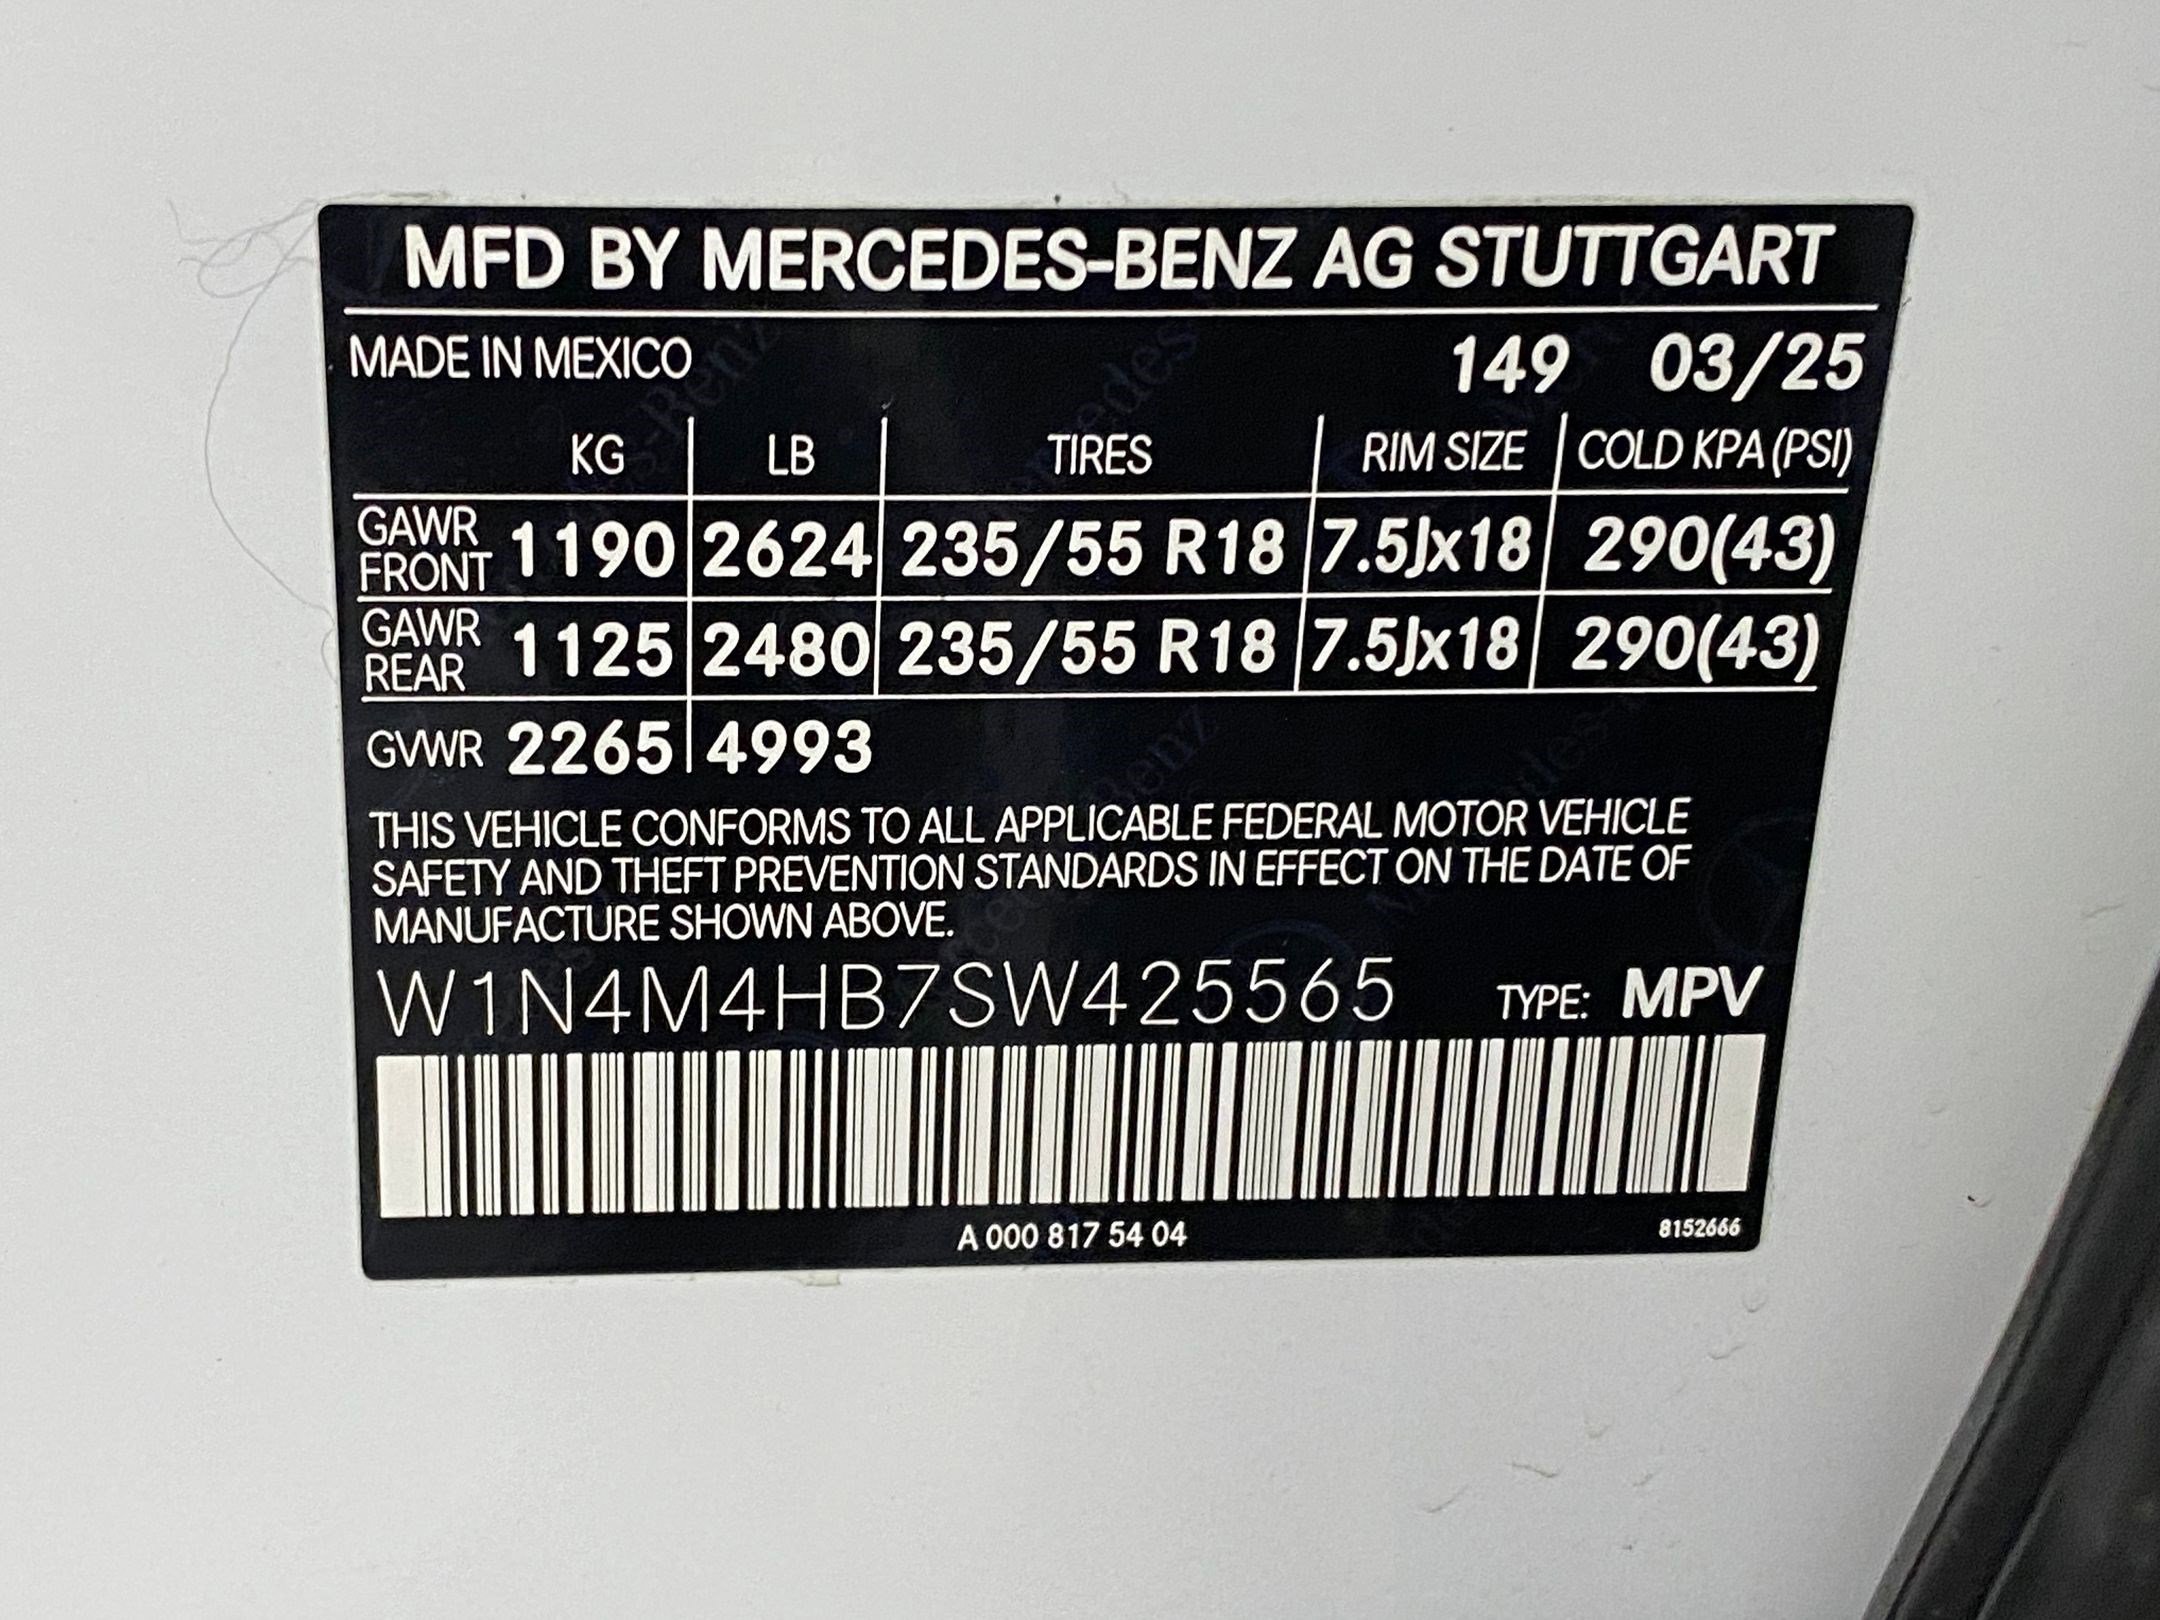 MFD BY MERCEDES-BENZ AG STUTTGART
MADE IN MEXICO 149 03/25
KG LB TIRES RIM SIZE COLD KPA (PSI)
GAWR FRONT 1190 2624 235/55 R18 7.5Jx18 290(43)
GAWR REAR 1125 2480 235/55 R18 7.5Jx18 290(43)
GVWR 2265 4993
THIS VEHICLE CONFORMS TO ALL APPLICABLE FEDERAL MOTOR VEHICLE
SAFETY AND THEFT PREVENTION STANDARDS IN EFFECT ON THE DATE OF
MANUFACTURE SHOWN ABOVE.
W1N4M4HB7SW425565 TYPE: MPV
A 000 817 54 04 8152666